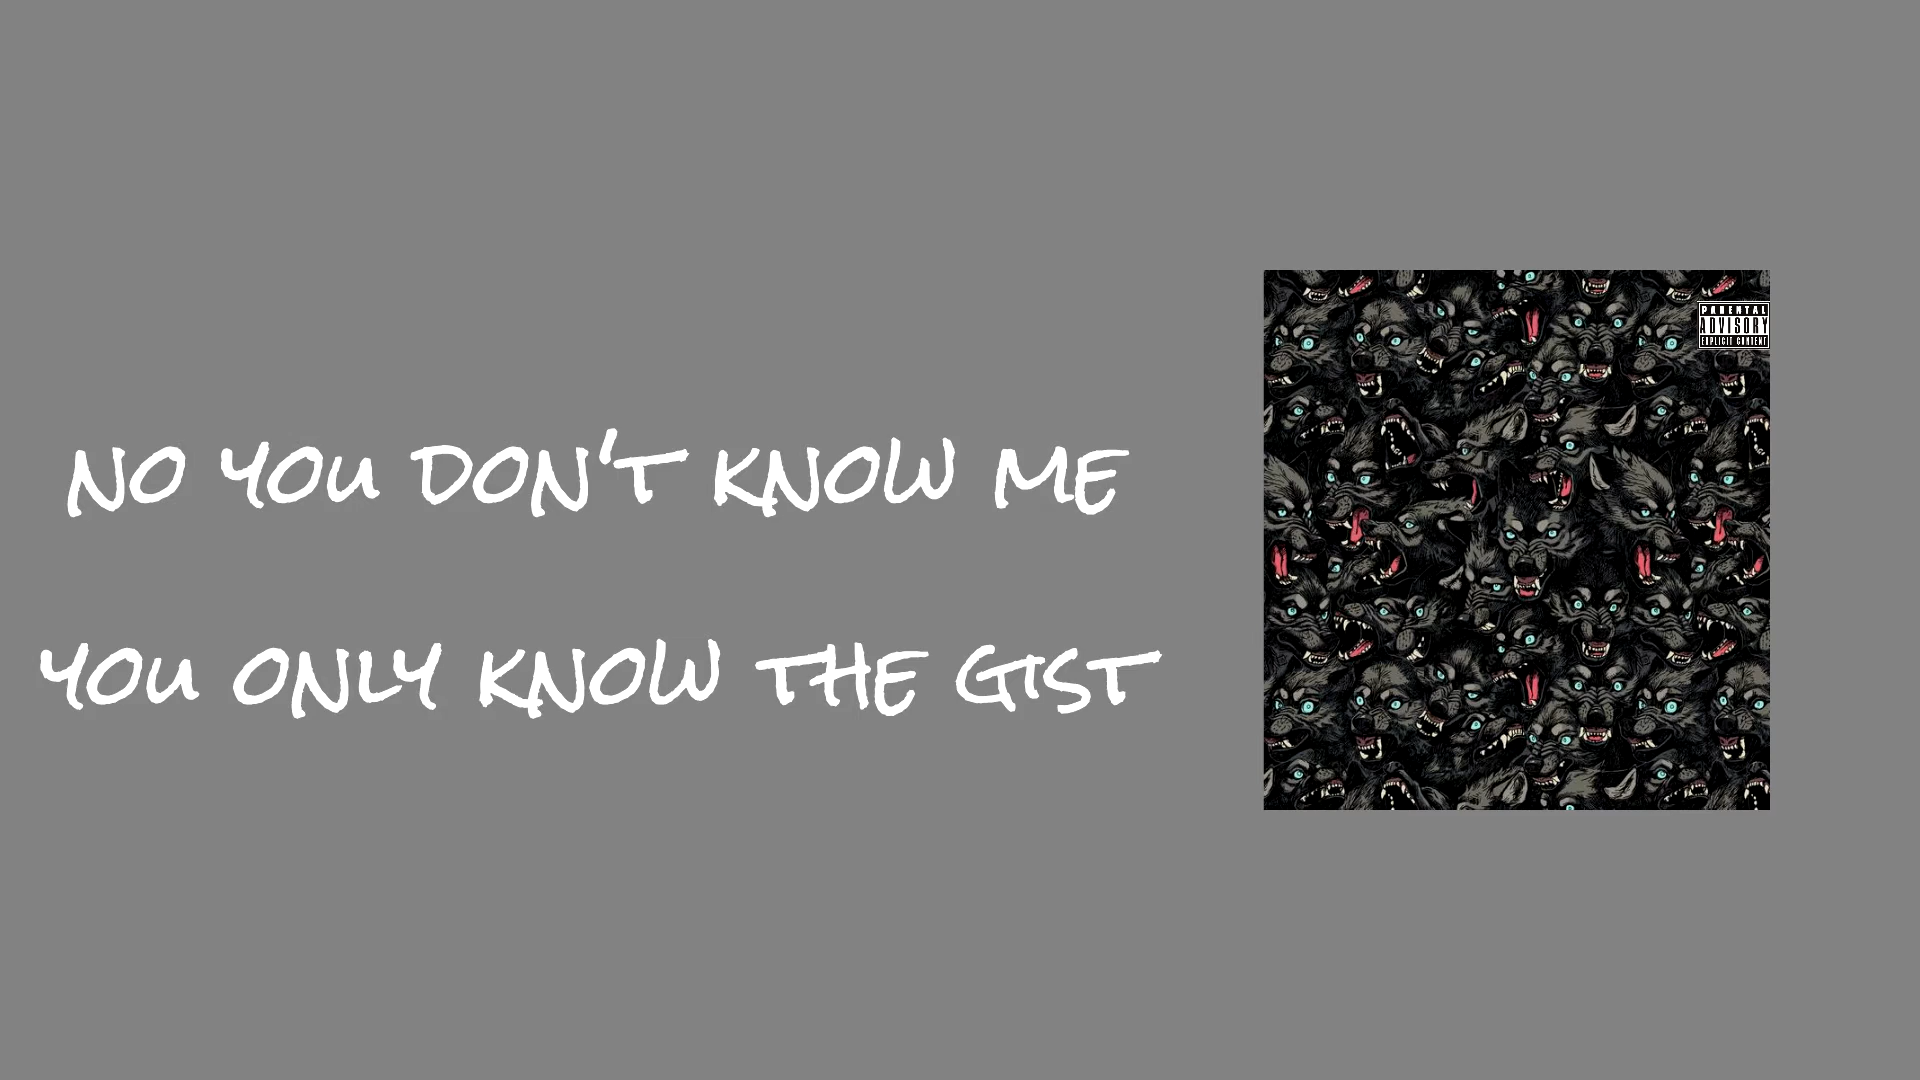 NO YOU DON'T KNOW ME
YOU ONLY KNOW THE GIST
PARENTAL
ADVISORY
EXPLICIT CONTENT